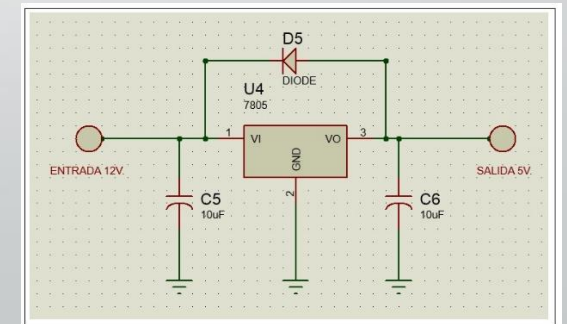 D5
DIODE
U4
7805
1
VI
VO
3
GND
2
ENTRADA 12V.
SALIDA 5V.
C5
10uF
C6
10uF